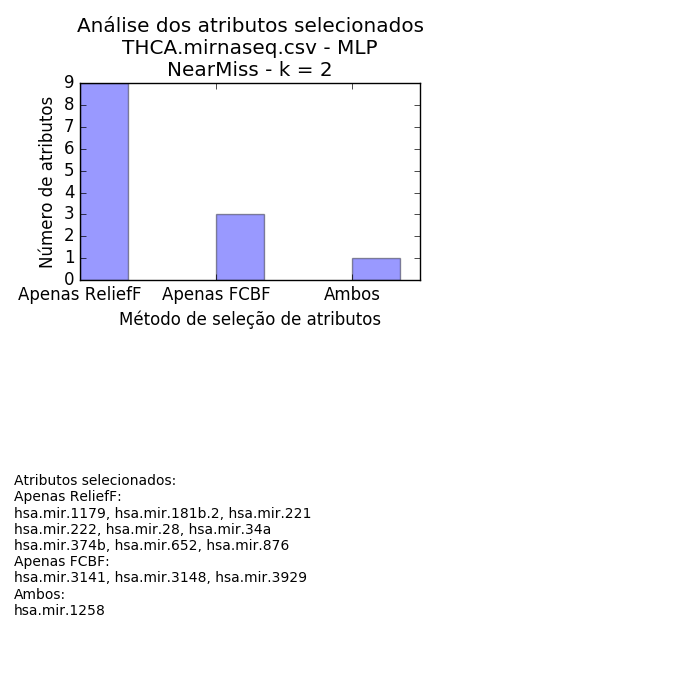 Análise dos atributos selecionados
THCA.mirnaseq.csv - MLP
NearMiss - k = 2
9
8
7
6
5
4
3
2
1
0
Número de atributos
Apenas ReliefF Apenas FCBF Ambos
Método de seleção de atributos
Atributos selecionados:
Apenas ReliefF:
hsa.mir.1179, hsa.mir.181b.2, hsa.mir.221
hsa.mir.222, hsa.mir.28, hsa.mir.34a
hsa.mir.374b, hsa.mir.652, hsa.mir.876
Apenas FCBF:
hsa.mir.3141, hsa.mir.3148, hsa.mir.3929
Ambos:
hsa.mir.1258